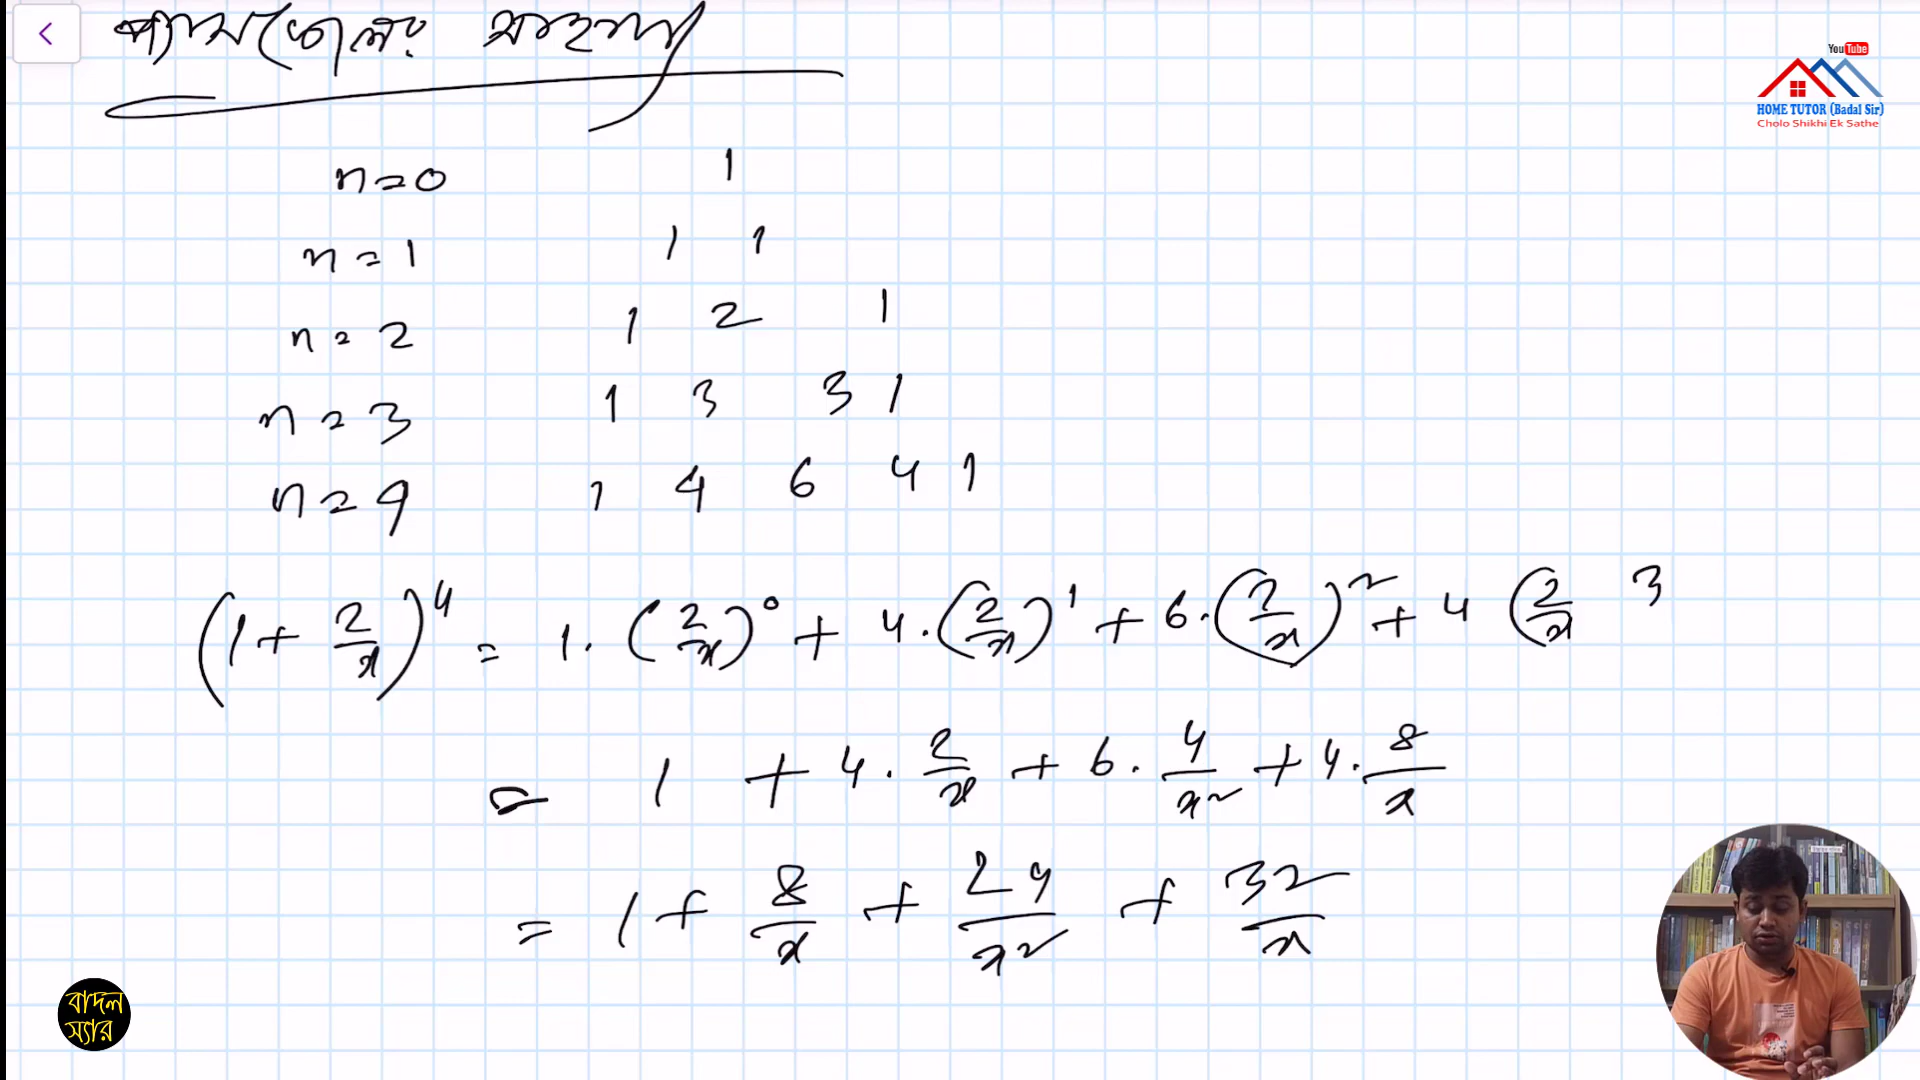 প্যাসকেলের সাহায্যে
YouTube
HOME TUTOR (Badal Sir)
Cholo Shikhi Ek Sathe
n=0 1
n=1 1 1
n=2 1 2 1
n=3 1 3 3 1
n=4 1 4 6 4 1
(1+2/x)^4 = 1.(2/x)^0 + 4.(2/x)^1 + 6.(2/x)^2 + 4 (2/x 3
= 1 + 4.2/x + 6.4/x^2 + 4.8/x
= 1 + 8/x + 24/x^2 + 32/x
বাদল
স্যার